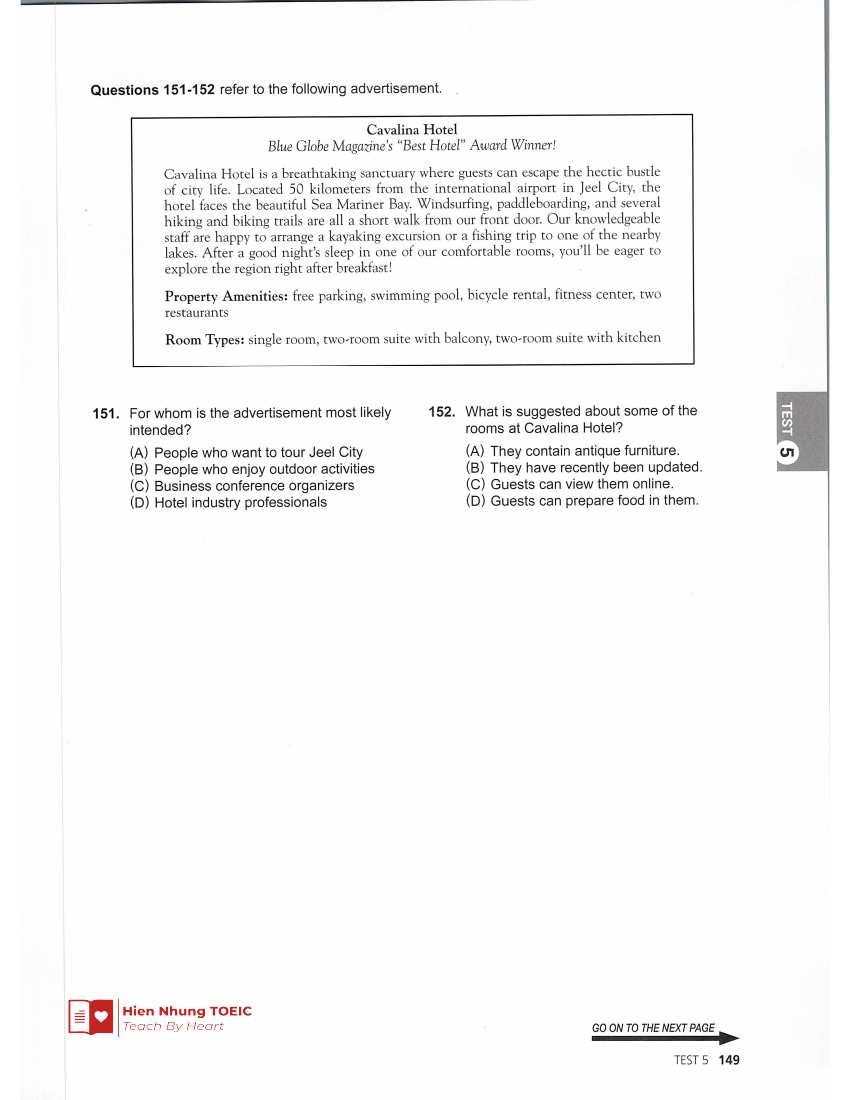 Questions 151-152 refer to the following advertisement.
Cavalina Hotel
Blue Globe Magazine's "Best Hotel" Award Winner!
Cavalina Hotel is a breathtaking sanctuary where guests can escape the hectic bustle
of city life. Located 50 kilometers from the international airport in Jeel City, the
hotel faces the beautiful Sea Mariner Bay. Windsurfing, paddleboarding, and several
hiking and biking trails are all a short walk from our front door. Our knowledgeable
staff are happy to arrange a kayaking excursion or a fishing trip to one of the nearby
lakes. After a good night's sleep in one of our comfortable rooms, you'll be eager to
explore the region right after breakfast!
Property Amenities: free parking, swimming pool, bicycle rental, fitness center, two
restaurants
Room Types: single room, two-room suite with balcony, two-room suite with kitchen
151. For whom is the advertisement most likely
intended?
(A) People who want to tour Jeel City
(B) People who enjoy outdoor activities
(C) Business conference organizers
(D) Hotel industry professionals
152. What is suggested about some of the
rooms at Cavalina Hotel?
(A) They contain antique furniture.
(B) They have recently been updated.
(C) Guests can view them online.
(D) Guests can prepare food in them.
TEST 5
Hien Nhung TOEIC
Teach By Heart
GO ON TO THE NEXT PAGE
TEST 5 149